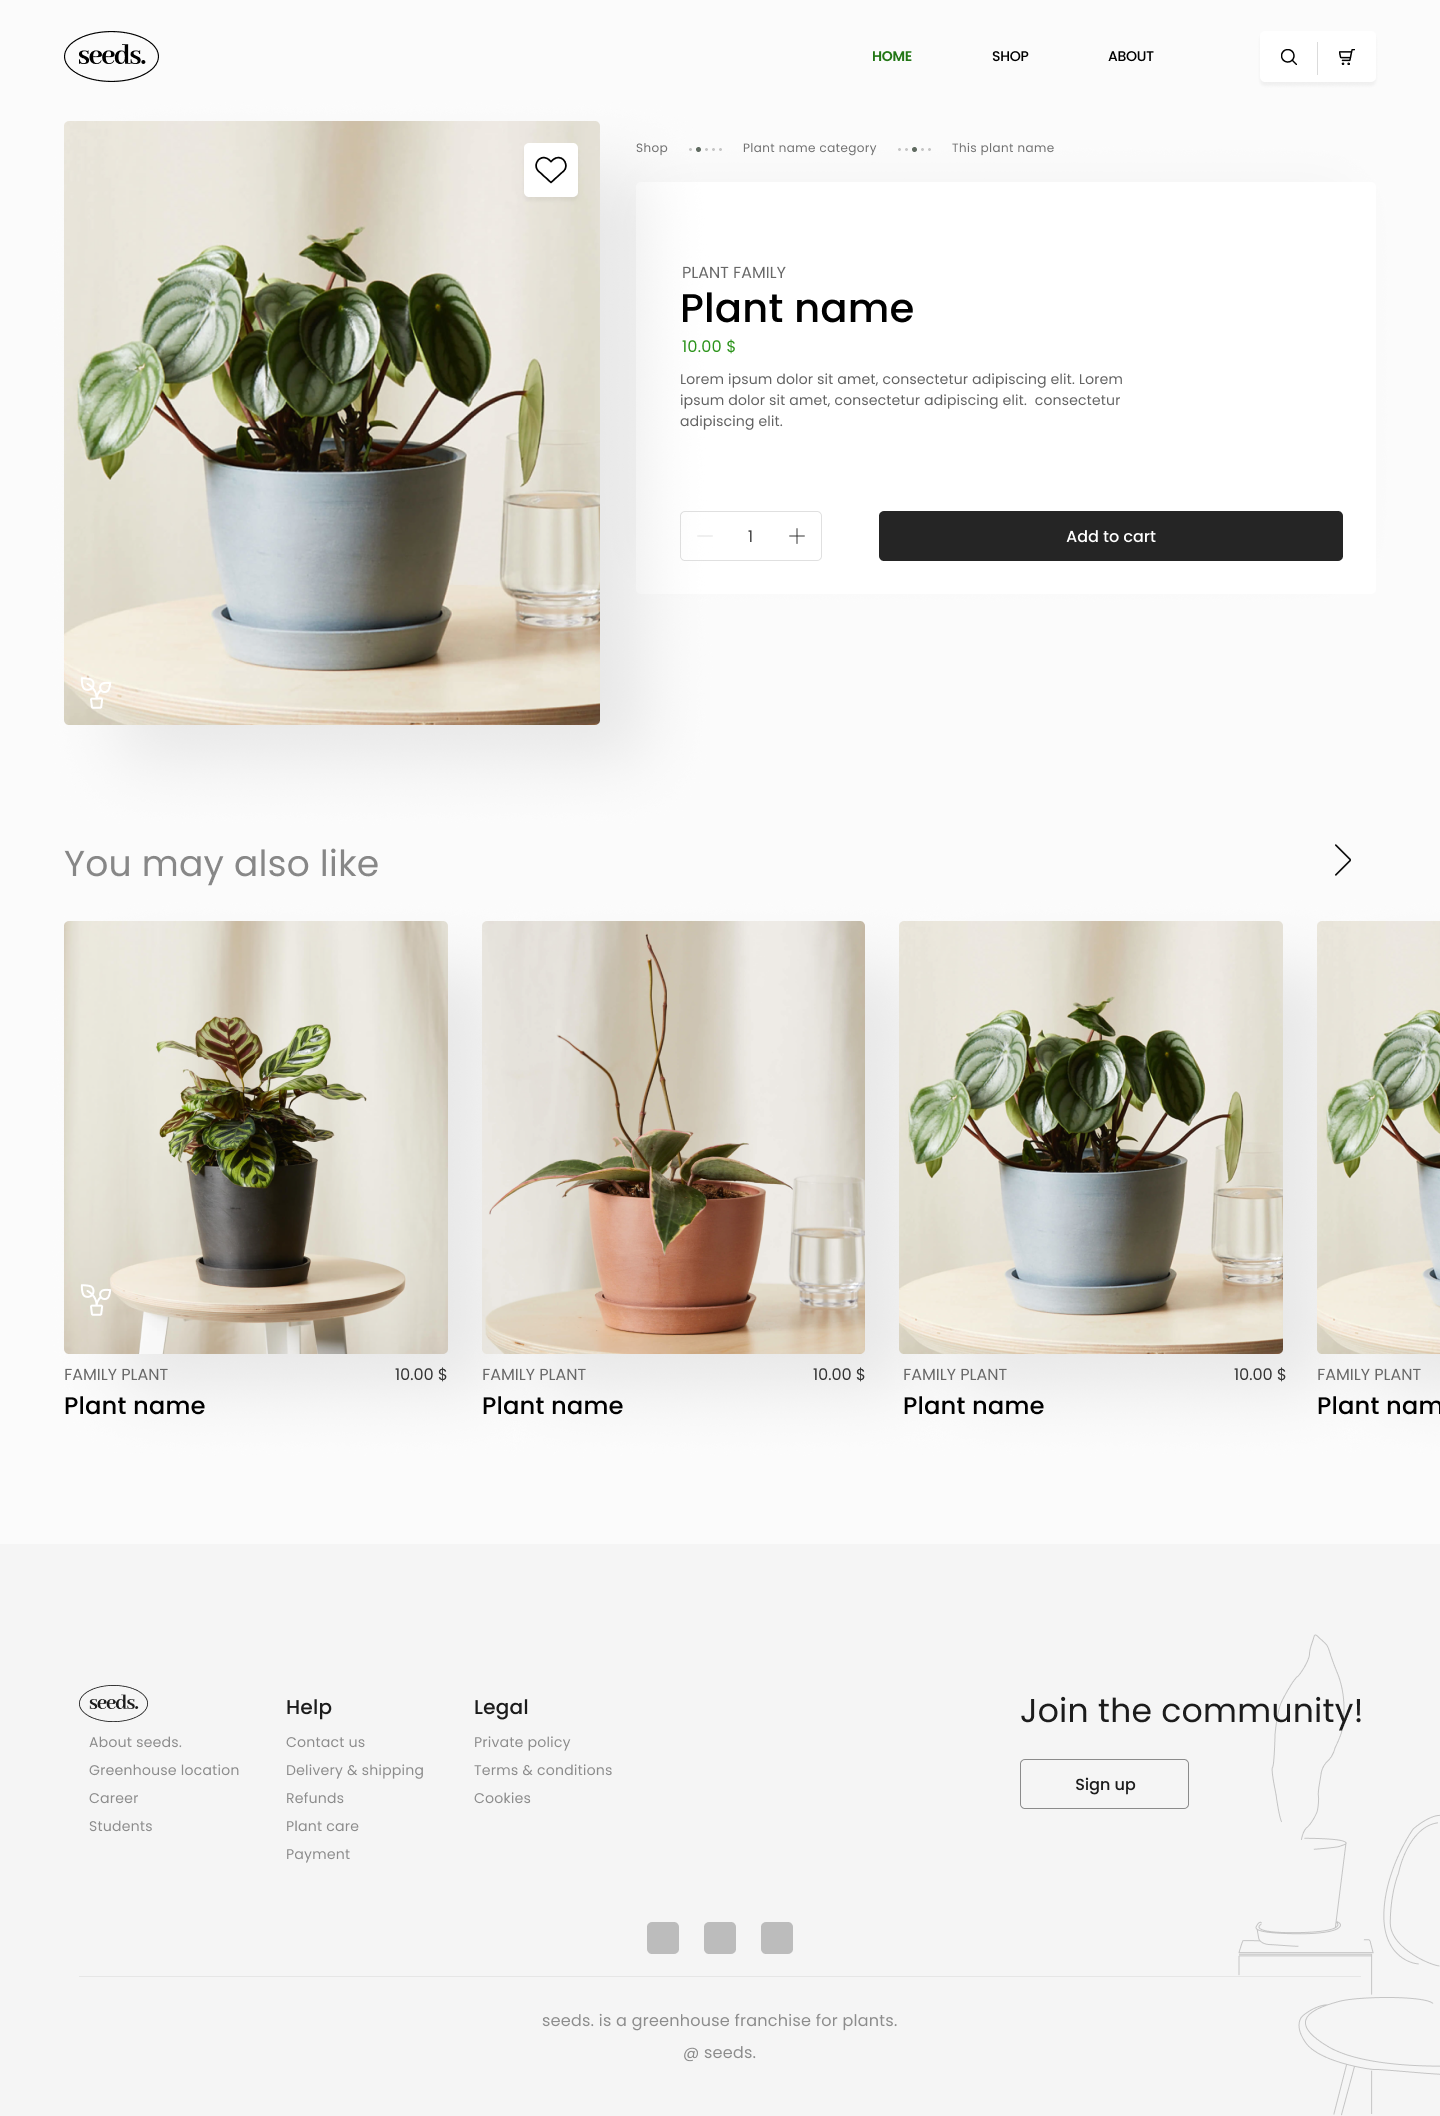 seeds.
HOME
SHOP
ABOUT
Shop
Plant name category
This plant name
PLANT FAMILY
Plant name
10.00 $
Lorem ipsum dolor sit amet, consectetur adipiscing elit. Lorem
ipsum dolor sit amet, consectetur adipiscing elit.  consectetur
adipiscing elit.
1
Add to cart
You may also like
FAMILY PLANT
10.00 $
Plant name
FAMILY PLANT
10.00 $
Plant name
FAMILY PLANT
10.00 $
Plant name
FAMILY PLANT
Plant nam
seeds.
About seeds.
Greenhouse location
Career
Students
Help
Contact us
Delivery & shipping
Refunds
Plant care
Payment
Legal
Private policy
Terms & conditions
Cookies
Join the community!
Sign up
seeds. is a greenhouse franchise for plants.
@ seeds.